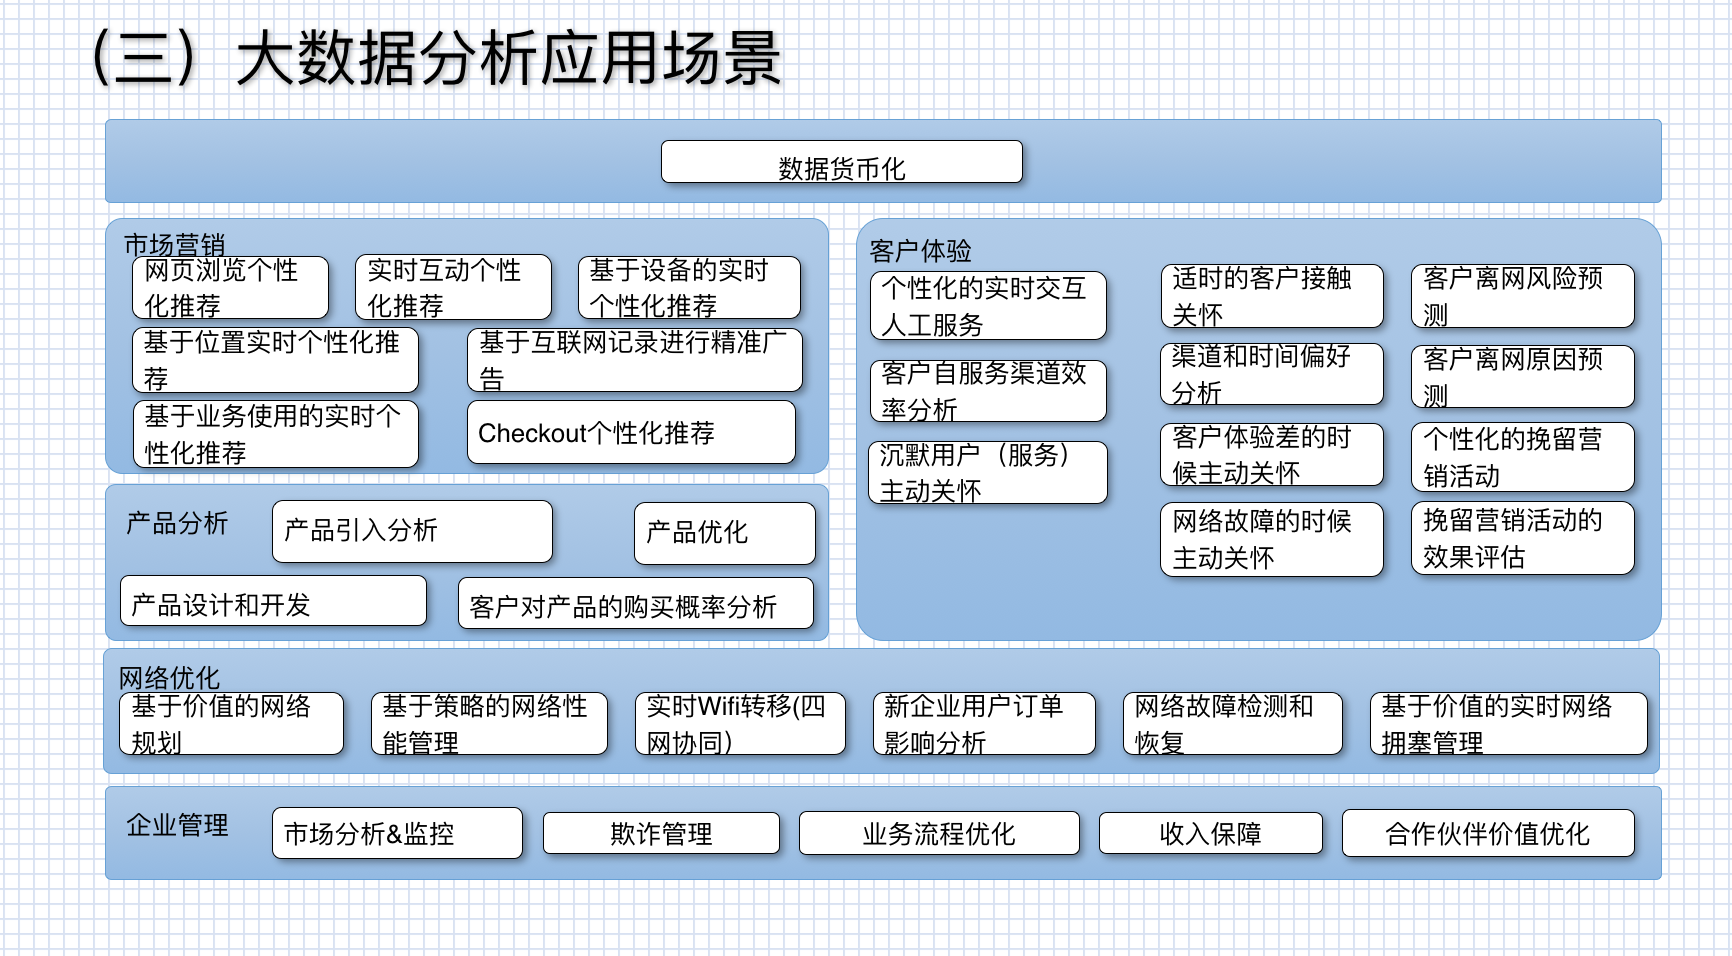 （三）大数据分析应用场景
数据货币化
市场营销
网页浏览个性
化推荐
实时互动个性
化推荐
基于设备的实时
个性化推荐
基于位置实时个性化推
荐
基于互联网记录进行精准广
告
基于业务使用的实时个
性化推荐
Checkout个性化推荐
产品分析
产品引入分析
产品优化
产品设计和开发
客户对产品的购买概率分析
客户体验
个性化的实时交互
人工服务
客户自服务渠道效
率分析
沉默用户（服务）
主动关怀
适时的客户接触
关怀
渠道和时间偏好
分析
客户体验差的时
候主动关怀
网络故障的时候
主动关怀
客户离网风险预
测
客户离网原因预
测
个性化的挽留营
销活动
挽留营销活动的
效果评估
网络优化
基于价值的网络
规划
基于策略的网络性
能管理
实时Wifi转移(四
网协同)
新企业用户订单
影响分析
网络故障检测和
恢复
基于价值的实时网络
拥塞管理
企业管理
市场分析&监控
欺诈管理
业务流程优化
收入保障
合作伙伴价值优化